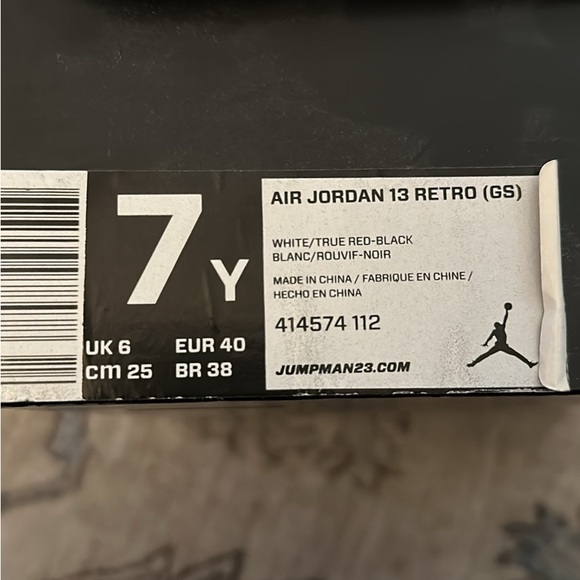 7 Y
UK 6 EUR 40
cm 25 BR 38
AIR JORDAN 13 RETRO (GS)
WHITE/TRUE RED-BLACK
BLANC/ROUVIF-NOIR
MADE IN CHINA / FABRIQUE EN CHINE /
HECHO EN CHINA
414574 112
JUMPMAN23.COM